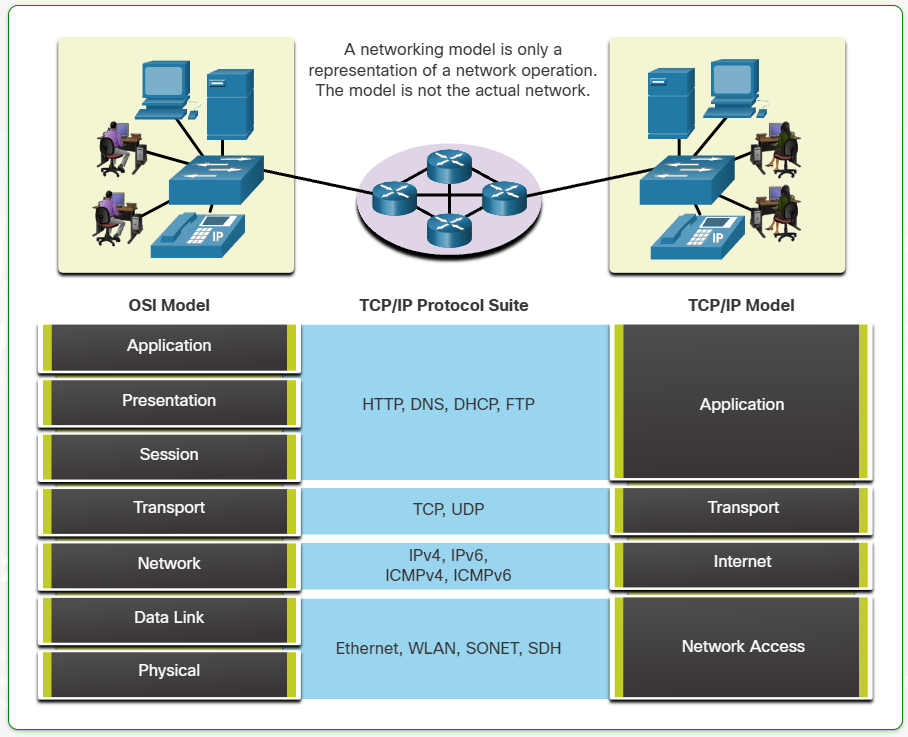 A networking model is only a
representation of a network operation.
The model is not the actual network.
IP
IP
OSI Model
TCP/IP Protocol Suite
TCP/IP Model
Application
Presentation
Session
Transport
Network
Data Link
Physical
HTTP, DNS, DHCP, FTP
TCP, UDP
IPv4, IPv6,
ICMPv4, ICMPv6
Ethernet, WLAN, SONET, SDH
Application
Transport
Internet
Network Access